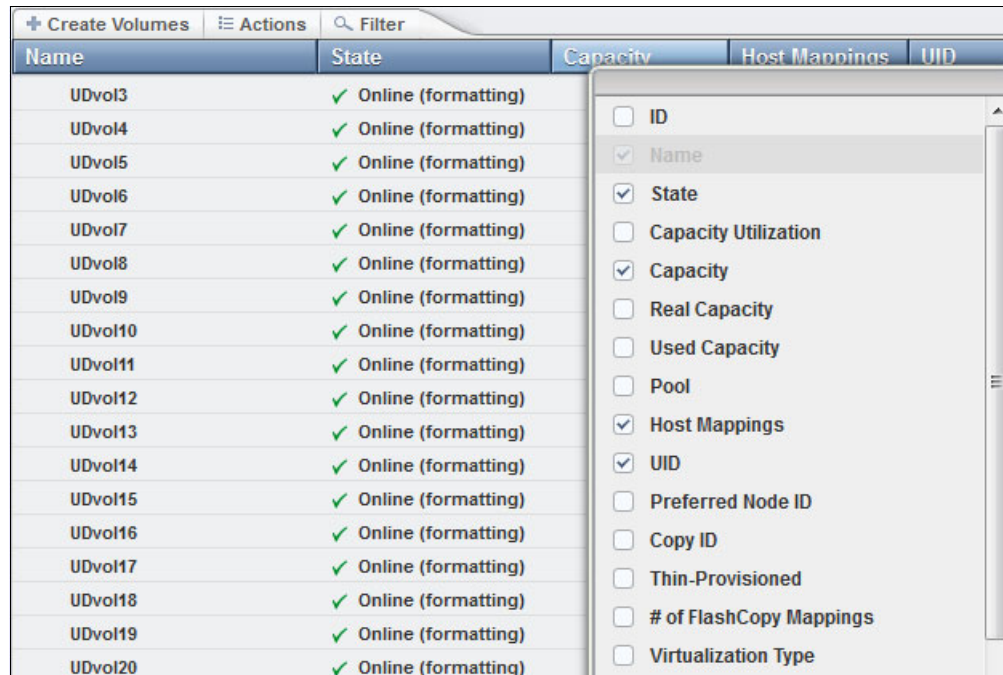 Create Volumes Actions Filter
Name State Capacity Host Mappings UID
UDvol3 Online (formatting)
UDvol4 Online (formatting)
UDvol5 Online (formatting)
UDvol6 Online (formatting)
UDvol7 Online (formatting)
UDvol8 Online (formatting)
UDvol9 Online (formatting)
UDvol10 Online (formatting)
UDvol11 Online (formatting)
UDvol12 Online (formatting)
UDvol13 Online (formatting)
UDvol14 Online (formatting)
UDvol15 Online (formatting)
UDvol16 Online (formatting)
UDvol17 Online (formatting)
UDvol18 Online (formatting)
UDvol19 Online (formatting)
UDvol20 Online (formatting)
ID
Name
State
Capacity Utilization
Capacity
Real Capacity
Used Capacity
Pool
Host Mappings
UID
Preferred Node ID
Copy ID
Thin-Provisioned
# of FlashCopy Mappings
Virtualization Type